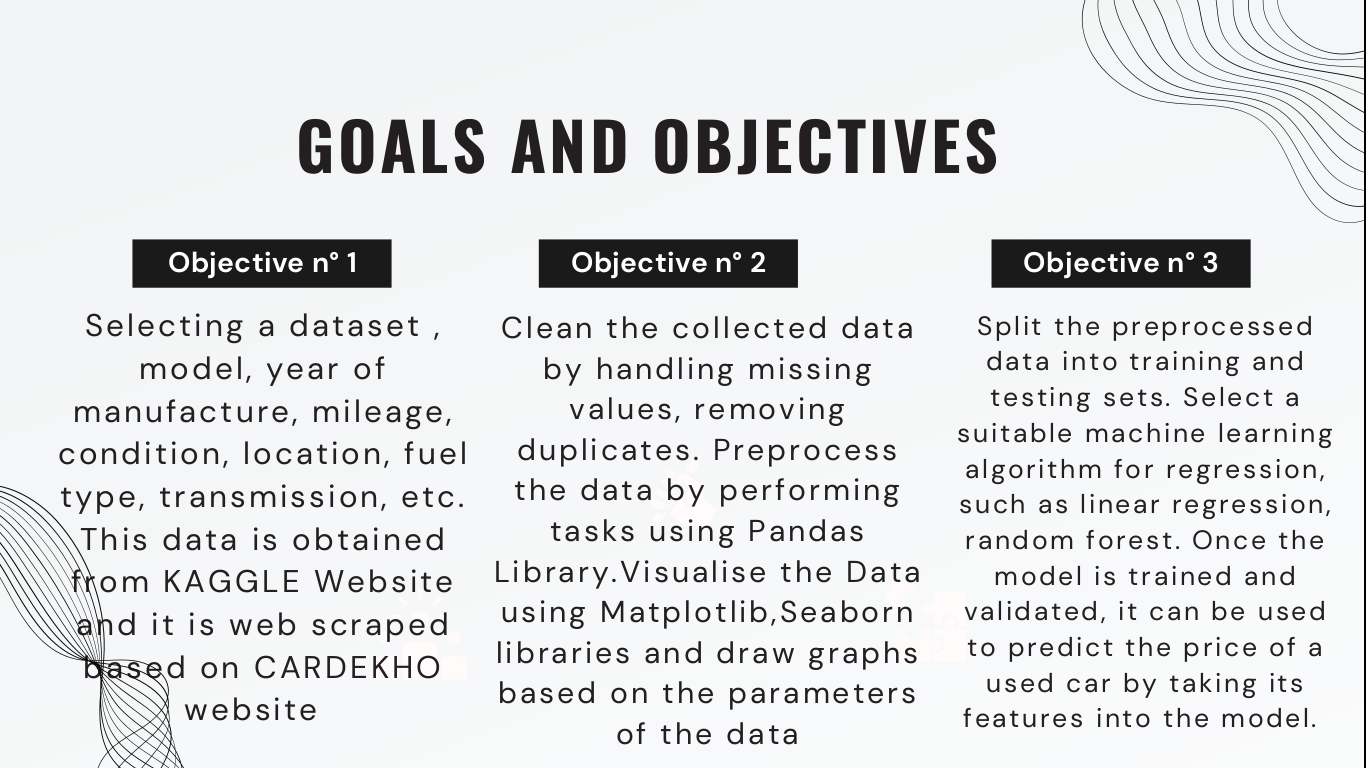 GOALS AND OBJECTIVES
Objective n° 1
Selecting a dataset ,
model, year of
manufacture, mileage,
condition, location, fuel
type, transmission, etc.
This data is obtained
from KAGGLE Website
and it is web scraped
based on CARDEKHO
website
Objective n° 2
Clean the collected data
by handling missing
values, removing
duplicates. Preprocess
the data by performing
tasks using Pandas
Library.Visualise the Data
using Matplotlib,Seaborn
libraries and draw graphs
based on the parameters
of the data
Objective n° 3
Split the preprocessed
data into training and
testing sets. Select a
suitable machine learning
algorithm for regression,
such as linear regression,
random forest. Once the
model is trained and
validated, it can be used
to predict the price of a
used car by taking its
features into the model.